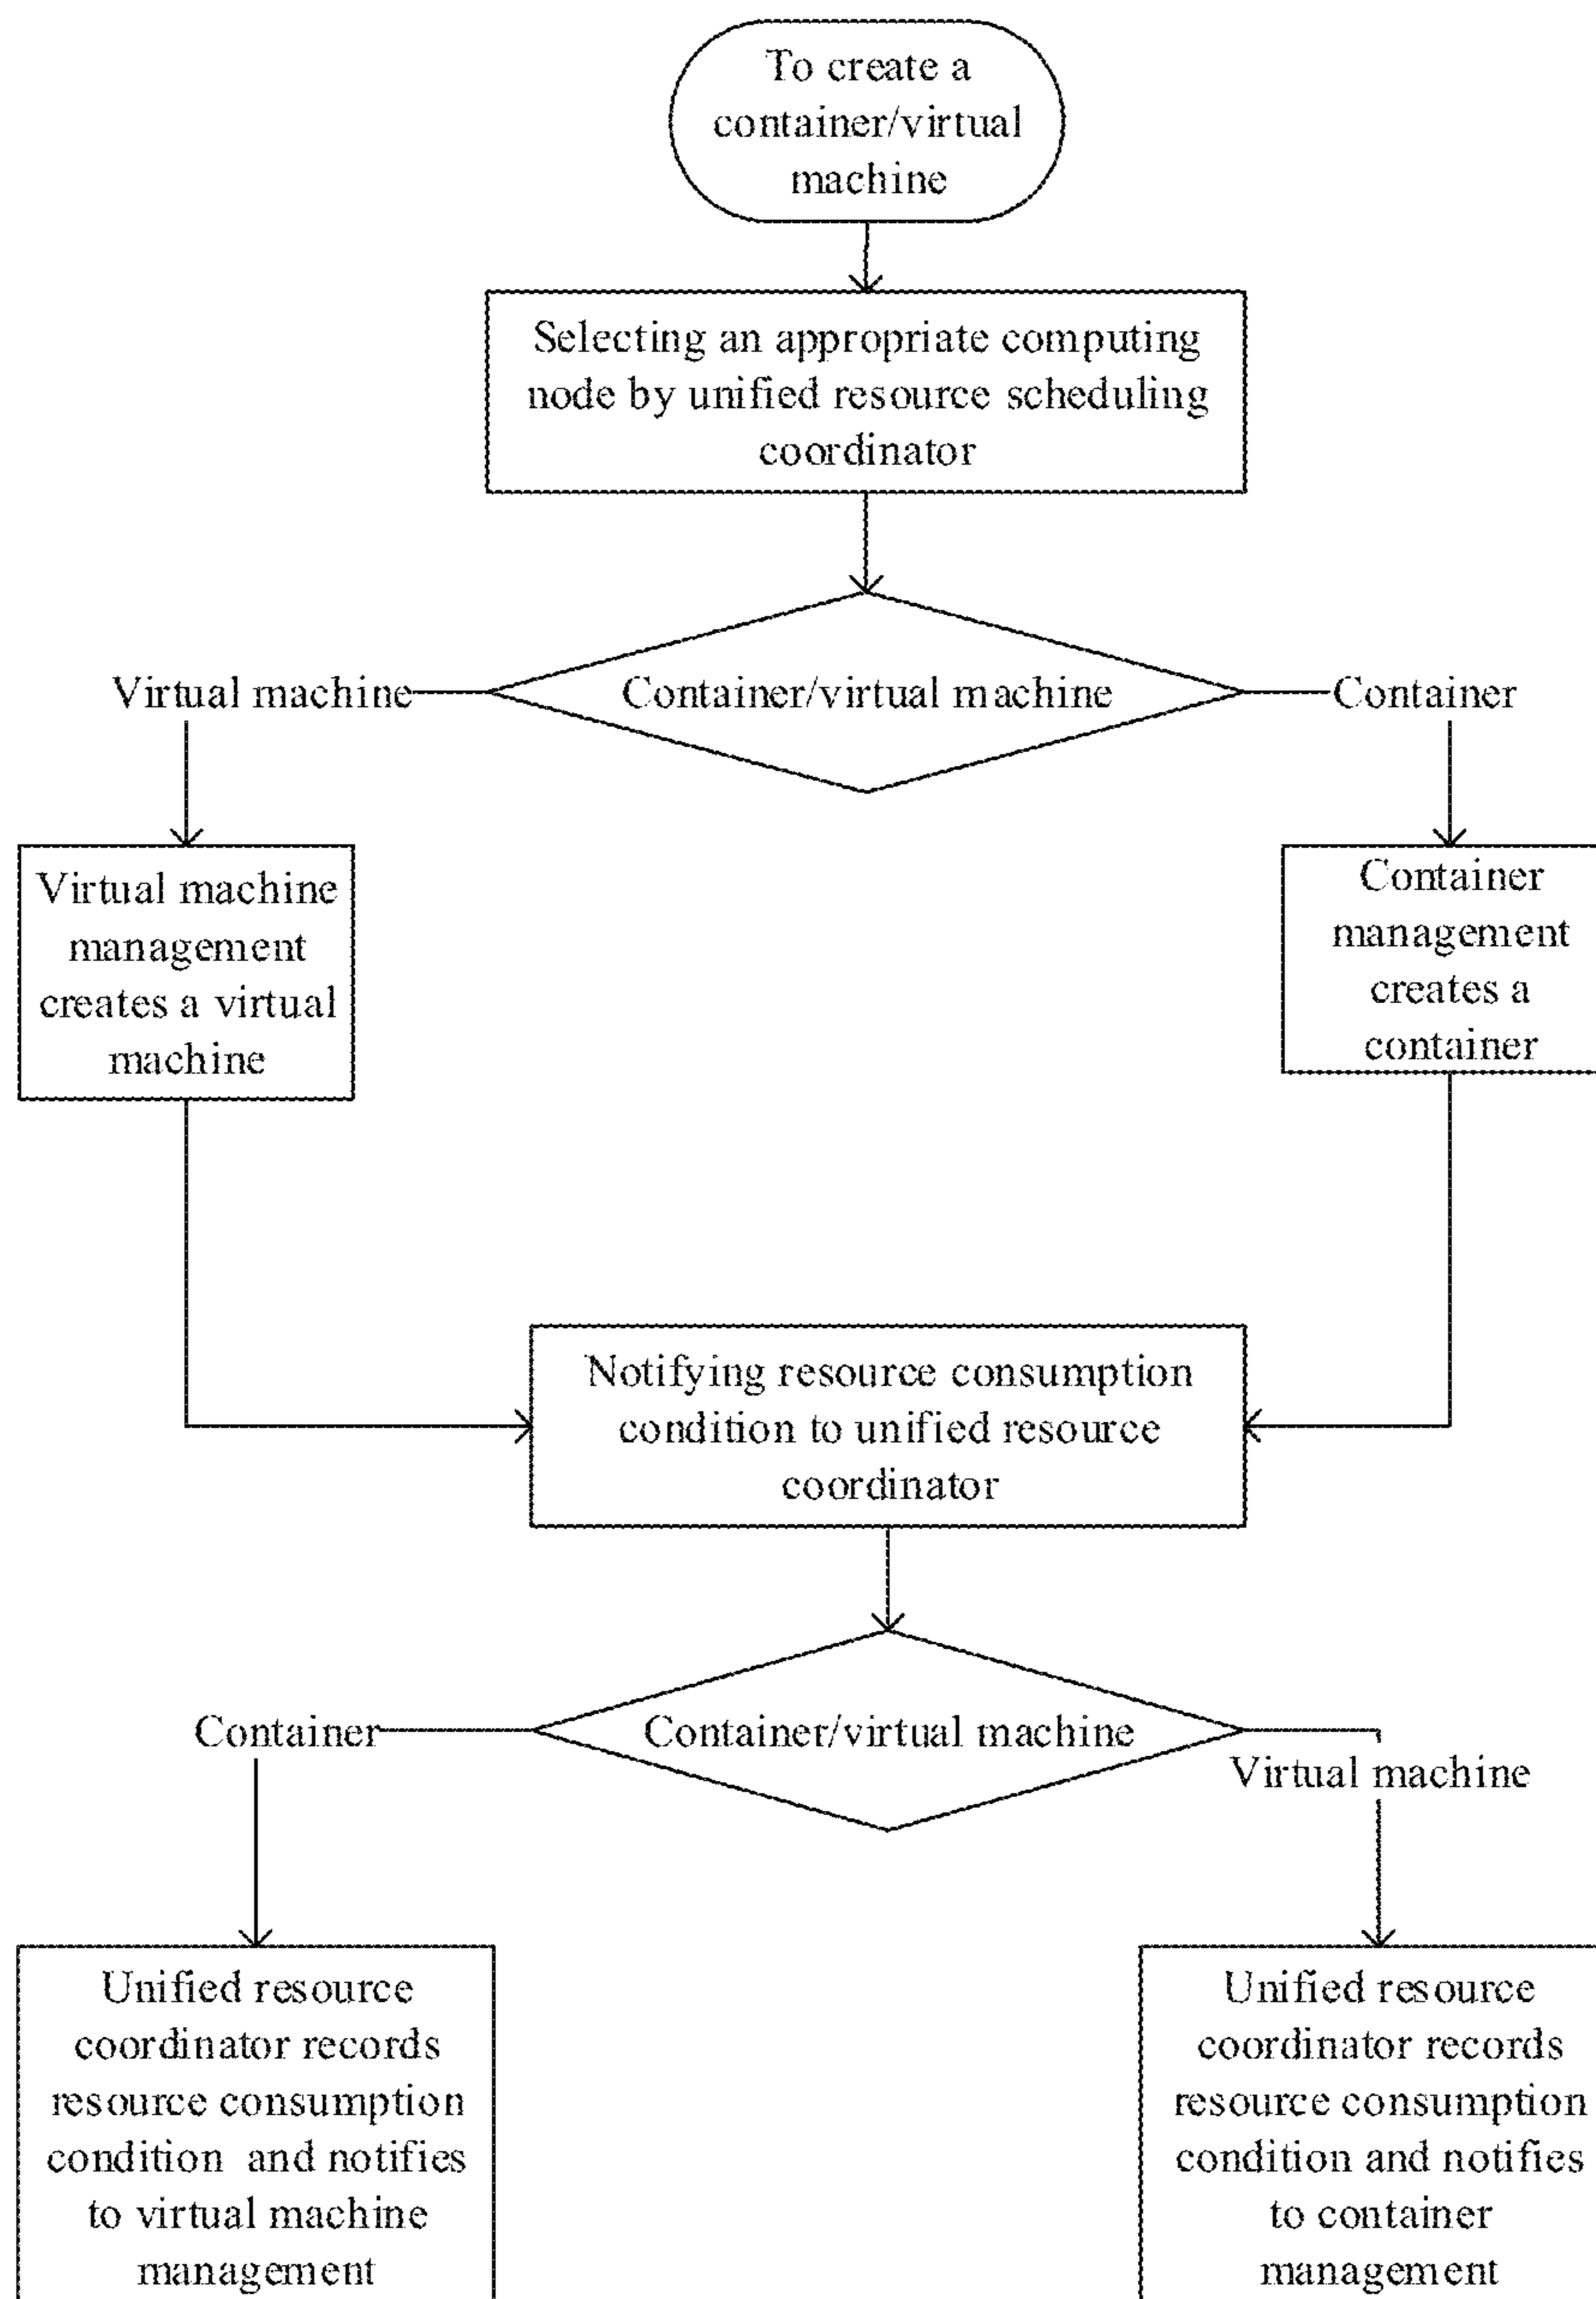 To create a
container/virtual
machine
Selecting an appropriate computing
node by unified resource scheduling
coordinator
Virtual machine
Container/virtual machine
Container
Virtual machine
management
creates a virtual
machine
Container
management
creates a
container
Notifying resource consumption
condition to unified resource
coordinator
Container
Container/virtual machine
Virtual machine
Unified resource
coordinator records
resource consumption
condition and notifies
to virtual machine
management
Unified resource
coordinator records
resource consumption
condition and notifies
to container
management